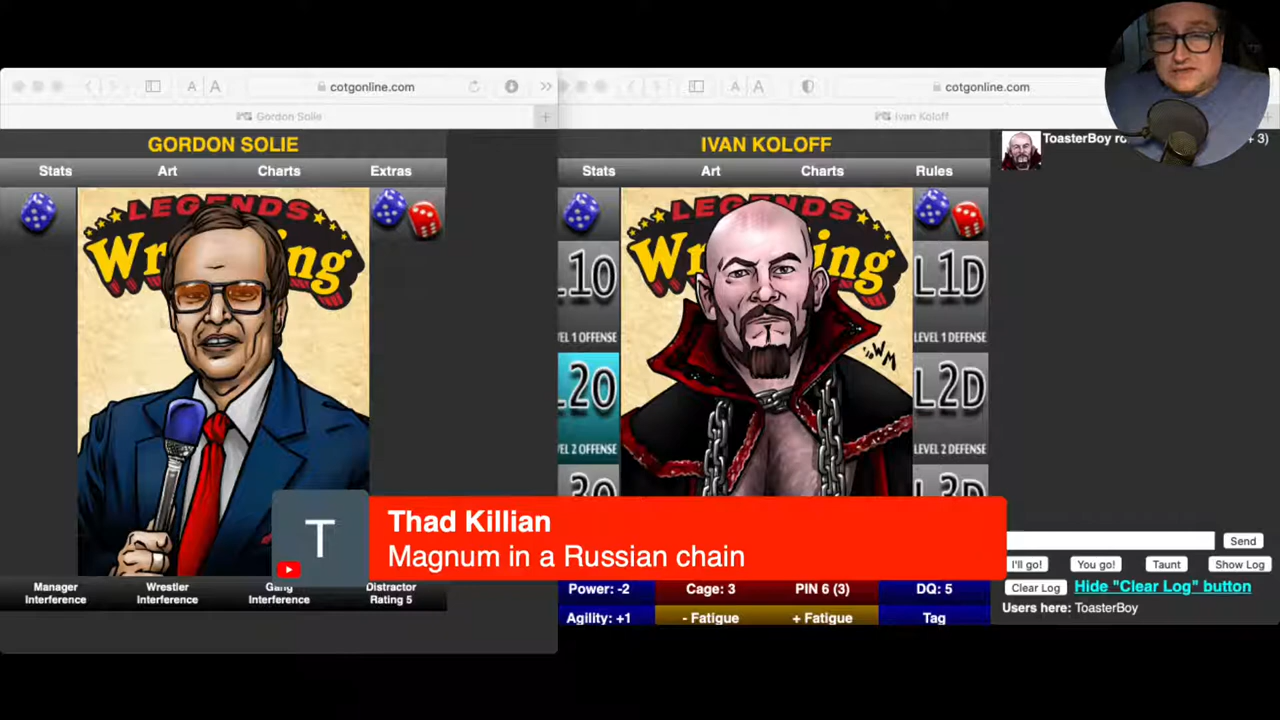 cotgonline.com
Gordon Solie
GORDON SOLIE
Stats
Art
Charts
Extras
LEGENDS
Manager
Interference
Wrestler
Interference
Gang
Interference
Distractor
Rating 5
cotgonline.com
Ivan Koloff
IVAN KOLOFF
Stats
Art
Charts
Rules
LEGENDS
L1O
LEVEL 1 OFFENSE
L2O
LEVEL 2 OFFENSE
L1D
LEVEL 1 DEFENSE
L2D
LEVEL 2 DEFENSE
L3D
WM
T
Thad Killian
Magnum in a Russian chain
Power: -2
Cage: 3
PIN 6 (3)
DQ: 5
Agility: +1
- Fatigue
+ Fatigue
Tag
ToasterBoy
+ 3)
Send
I'll go!
You go!
Taunt
Show Log
Clear Log
Hide "Clear Log" button
Users here: ToasterBoy